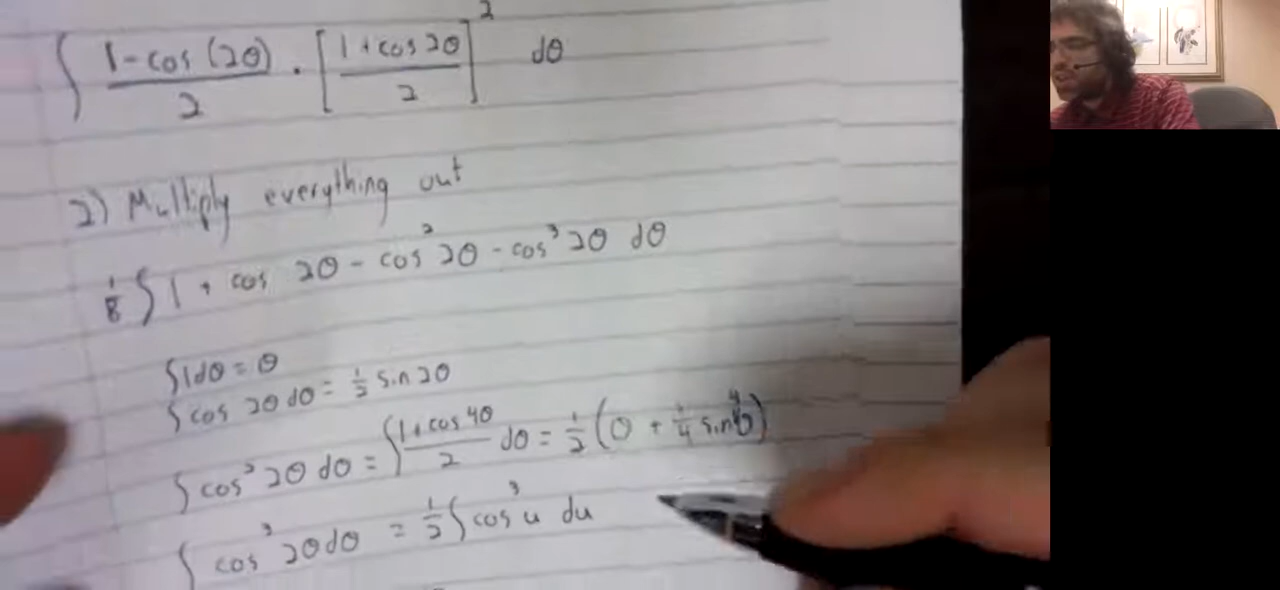 ∫ (1 - cos(2θ))/2 · [(1 + cos 2θ)/2]² dθ
2) Multiply everything out
1/8 ∫ 1 + cos 2θ - cos² 2θ - cos³ 2θ dθ
∫ 1 dθ = θ
∫ cos 2θ dθ = 1/2 sin 2θ
∫ cos² 2θ dθ = ∫ (1 + cos 4θ)/2 dθ = 1/2 (θ + 1/4 sin 4θ)
∫ cos³ 2θ dθ = 1/2 ∫ cos³ u du